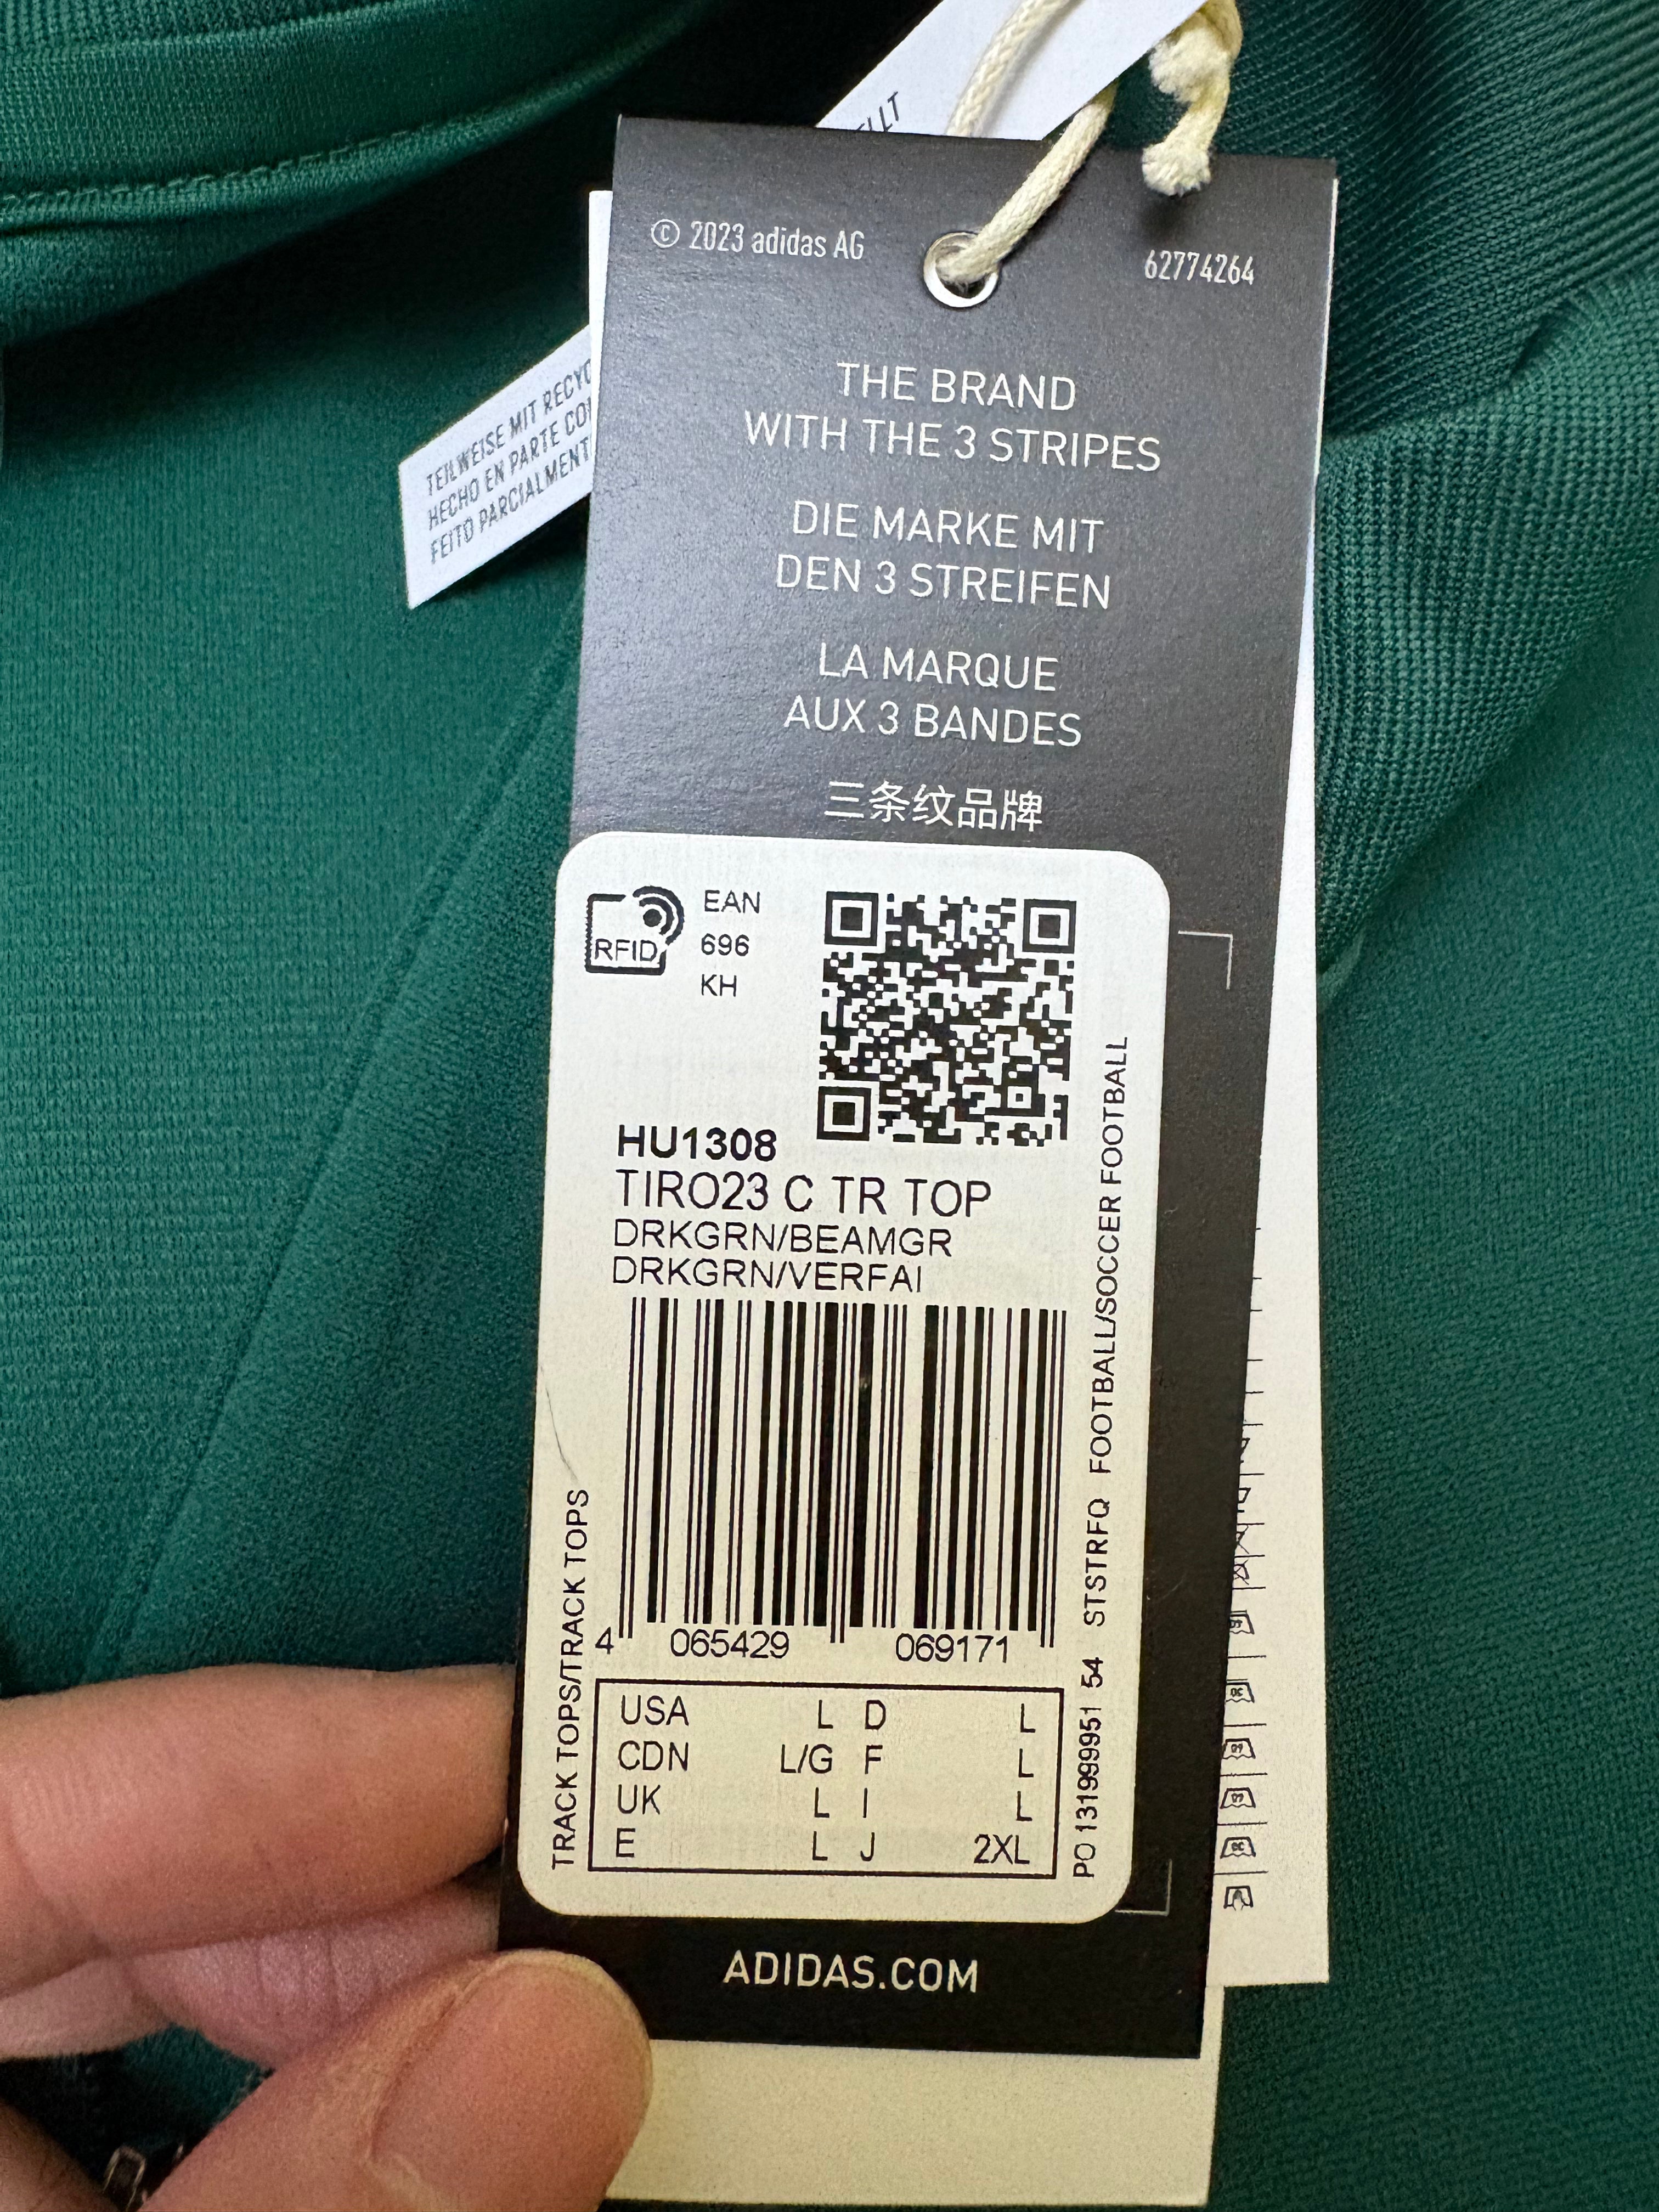 ELLT
© 2023 adidas AG
62774264
THE BRAND
WITH THE 3 STRIPES
DIE MARKE MIT
DEN 3 STREIFEN
LA MARQUE
AUX 3 BANDES
三条纹品牌
TEILWEISE MIT RECYC
HECHO EN PARTE CO
FEITO PARCIALMENT
RFID
EAN
696
KH
HU1308
TIRO23 C TR TOP
DRKGRN/BEAMGR
DRKGRN/VERFAI
4 065429 069171
TRACK TOPS/TRACK TOPS
PO 131999951 54 STSTRFQ FOOTBALL/SOCCER FOOTBALL
USA L D L
CDN L/G F L
UK L I L
E L J 2XL
ADIDAS.COM